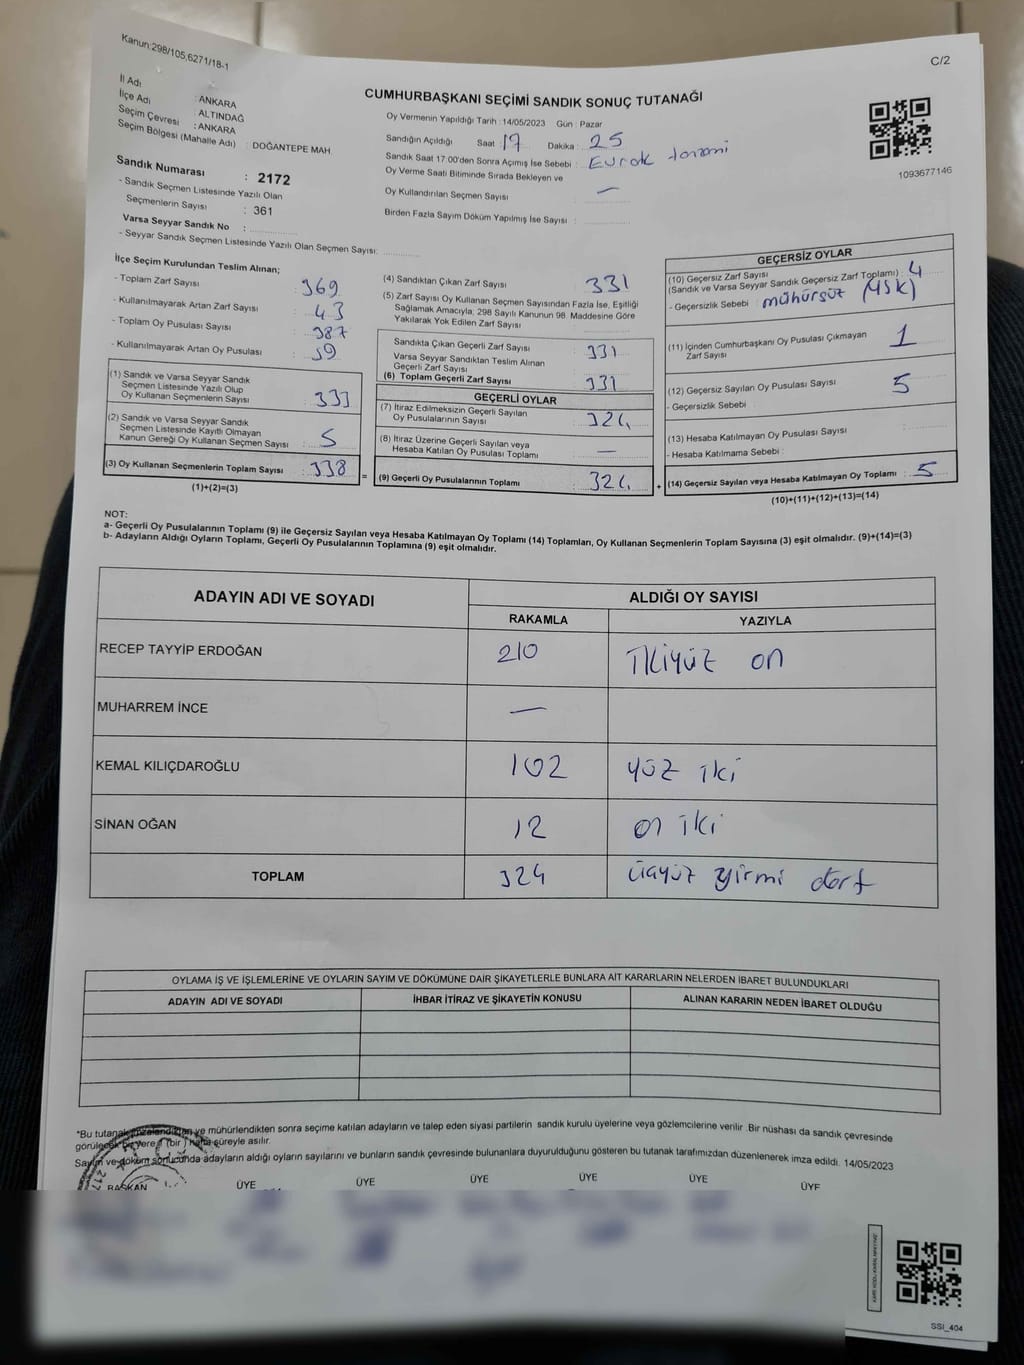 Kanun:298/105,6271/18-1
C/2
İl Adı : ANKARA
İlçe Adı : ALTINDAĞ
Seçim Çevresi : ANKARA
Seçim Bölgesi (Mahalle Adı) : DOĞANTEPE MAH.
Sandık Numarası : 2172
- Sandık Seçmen Listesinde Yazılı Olan
Seçmenlerin Sayısı : 361
Varsa Seyyar Sandık No :
- Seyyar Sandık Seçmen Listesinde Yazılı Olan Seçmen Sayısı:
CUMHURBAŞKANI SEÇİMİ SANDIK SONUÇ TUTANAĞI
Oy Vermenin Yapıldığı Tarih : 14/05/2023 Gün : Pazar
Sandığın Açıldığı Saat : 17 Dakika : 25
Sandık Saat 17:00'den Sonra Açımış İse Sebebi : Evrak
Oy Verme Saati Bitiminde Sırada Bekleyen ve
Oy Kullandırılan Seçmen Sayısı : —
Birden Fazla Sayım Döküm Yapılmış İse Sayısı :
1093677146
İlçe Seçim Kurulundan Teslim Alınan;
- Toplam Zarf Sayısı : 369
- Kullanılmayarak Artan Zarf Sayısı : 43
- Toplam Oy Pusulası Sayısı : 387
- Kullanılmayarak Artan Oy Pusulası : 59
(1) Sandık ve Varsa Seyyar Sandık
Seçmen Listesinde Yazılı Olup
Oy Kullanan Seçmenlerin Sayısı : 333
(2) Sandık ve Varsa Seyyar Sandık
Seçmen Listesinde Kayıtlı Olmayan
Kanun Gereği Oy Kullanan Seçmen Sayısı : 5
(3) Oy Kullanan Seçmenlerin Toplam Sayısı : 338
(1)+(2)=(3)
=
(4) Sandıktan Çıkan Zarf Sayısı : 331
(5) Zarf Sayısı Oy Kullanan Seçmen Sayısından Fazla İse, Eşitliği
Sağlamak Amacıyla; 298 Sayılı Kanunun 98. Maddesine Göre
Yakılarak Yok Edilen Zarf Sayısı :
Sandıkta Çıkan Geçerli Zarf Sayısı : 331
Varsa Seyyar Sandıktan Teslim Alınan
Geçerli Zarf Sayısı :
(6) Toplam Geçerli Zarf Sayısı : 331
GEÇERLİ OYLAR
(7) İtiraz Edilmeksizin Geçerli Sayılan
Oy Pusulalarının Sayısı : 324
(8) İtiraz Üzerine Geçerli Sayılan veya
Hesaba Katılan Oy Pusulası Toplamı : —
(9) Geçerli Oy Pusulalarının Toplamı : 324
+
GEÇERSİZ OYLAR
(10) Geçersiz Zarf Sayısı
(Sandık ve Varsa Seyyar Sandık Geçersiz Zarf Toplamı) : 4
- Geçersizlik Sebebi : mühürsüz (YSK)
(11) İçinden Cumhurbaşkanı Oy Pusulası Çıkmayan
Zarf Sayısı : 1
(12) Geçersiz Sayılan Oy Pusulası Sayısı : 5
- Geçersizlik Sebebi :
(13) Hesaba Katılmayan Oy Pusulası Sayısı :
- Hesaba Katılmama Sebebi :
(14) Geçersiz Sayılan veya Hesaba Katılmayan Oy Toplamı : 5
(10)+(11)+(12)+(13)=(14)
NOT:
a- Geçerli Oy Pusulalarının Toplamı (9) ile Geçersiz Sayılan veya Hesaba Katılmayan Oy Toplamı (14) Toplamları, Oy Kullanan Seçmenlerin Toplam Sayısına (3) eşit olmalıdır. (9)+(14)=(3)
b- Adayların Aldığı Oyların Toplamı, Geçerli Oy Pusulalarının Toplamına (9) eşit olmalıdır.
ADAYIN ADI VE SOYADI ALDIĞI OY SAYISI
RAKAMLA YAZIYLA
RECEP TAYYİP ERDOĞAN 210 İkiyüz on
MUHARREM İNCE —
KEMAL KILIÇDAROĞLU 102 yüz iki
SİNAN OĞAN 12 on iki
TOPLAM 324 üçyüz yirmi dört
OYLAMA İŞ VE İŞLEMLERİNE VE OYLARIN SAYIM VE DÖKÜMÜNE DAİR ŞİKAYETLERLE BUNLARA AİT KARARLARIN NELERDEN İBARET BULUNDUKLARI
ADAYIN ADI VE SOYADI İHBAR İTİRAZ VE ŞİKAYETİN KONUSU ALINAN KARARIN NEDEN İBARET OLDUĞU
*Bu tutanak düzenlendikten ve mühürlendikten sonra seçime katılan adayların ve talep eden siyasi partilerin sandık kurulu üyelerine veya gözlemcilerine verilir. Bir nüshası da sandık çevresinde
görülecek bir yere (bir) hafta süreyle asılır.
Sayım ve döküm sonucunda adayların aldığı oyların sayılarını ve bunların sandık çevresinde bulunanlara duyurulduğunu gösteren bu tutanak tarafımızdan düzenlenerek imza edildi. 14/05/2023
BAŞKAN ÜYE ÜYE ÜYE ÜYE ÜYE ÜYE
SSI_404